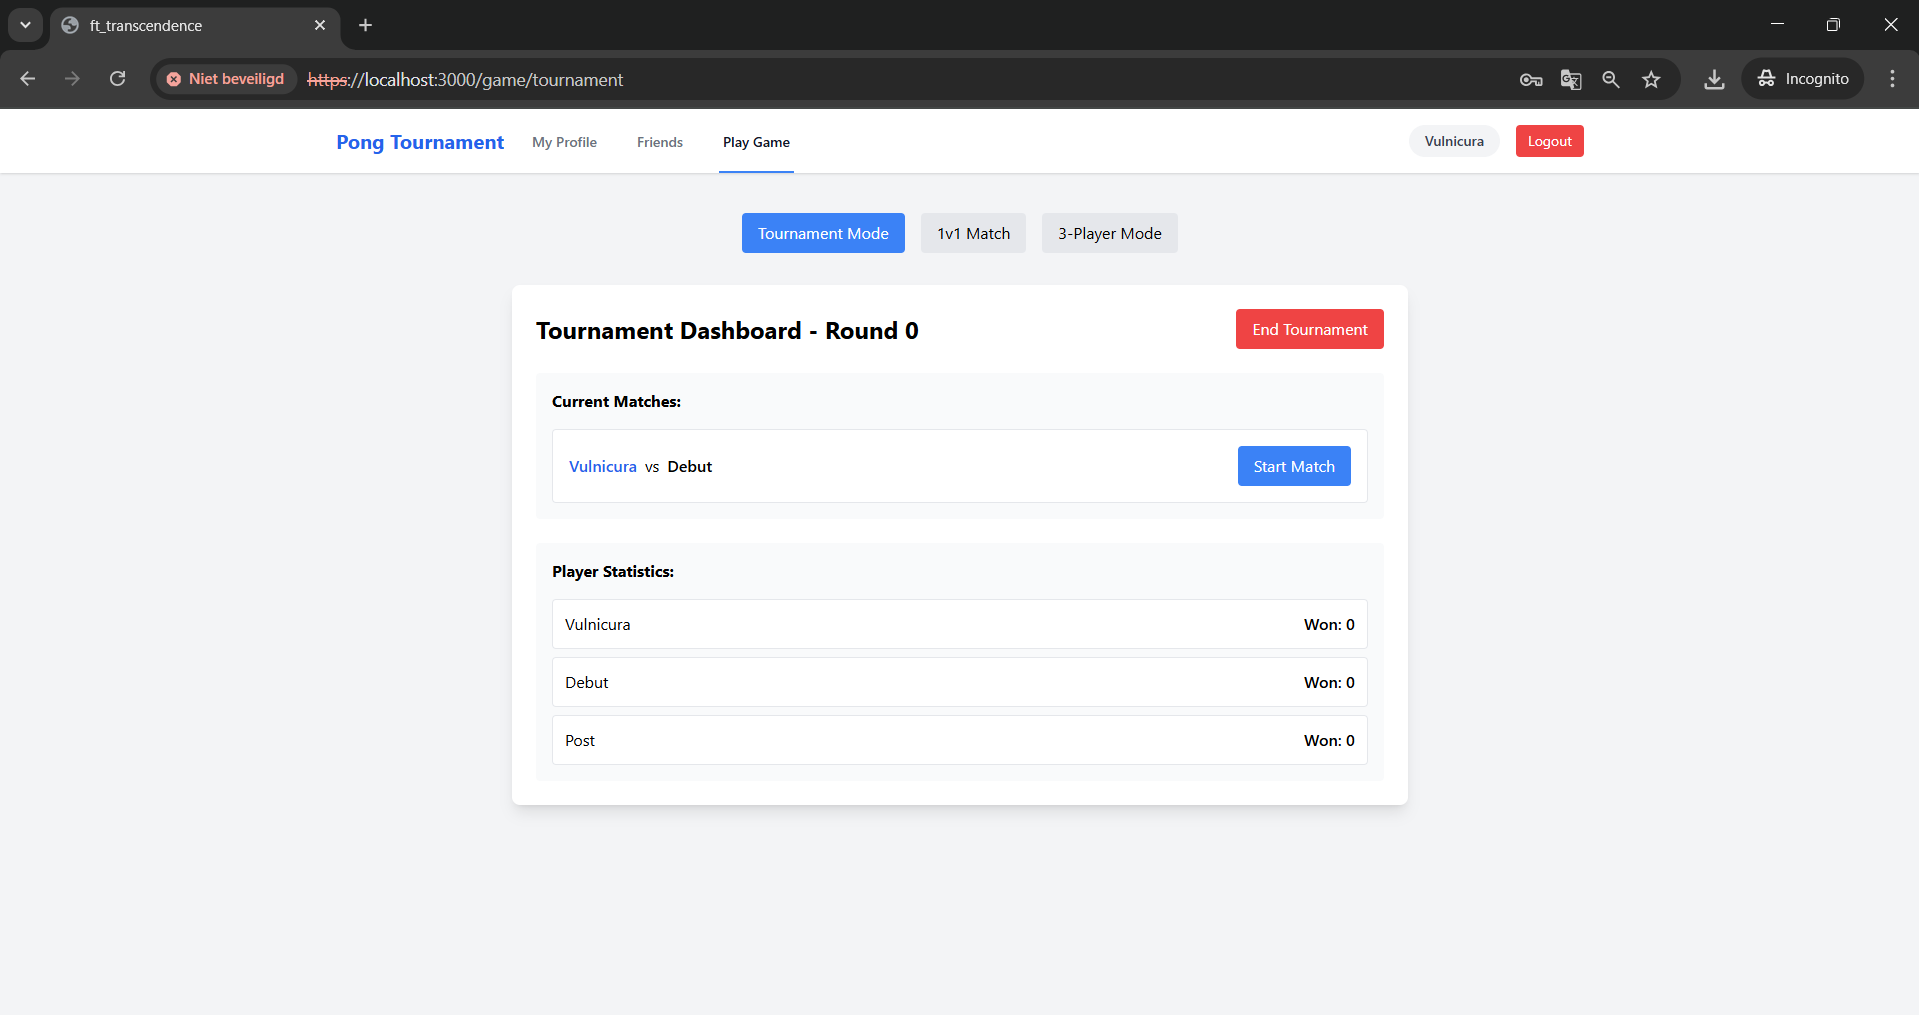 ft_transcendence
Niet beveiligd https://localhost:3000/game/tournament Incognito
Pong Tournament My Profile Friends Play Game Vulnicura Logout
Tournament Mode 1v1 Match 3-Player Mode
Tournament Dashboard - Round 0 End Tournament
Current Matches:
Vulnicura vs Debut Start Match
Player Statistics:
Vulnicura Won: 0
Debut Won: 0
Post Won: 0